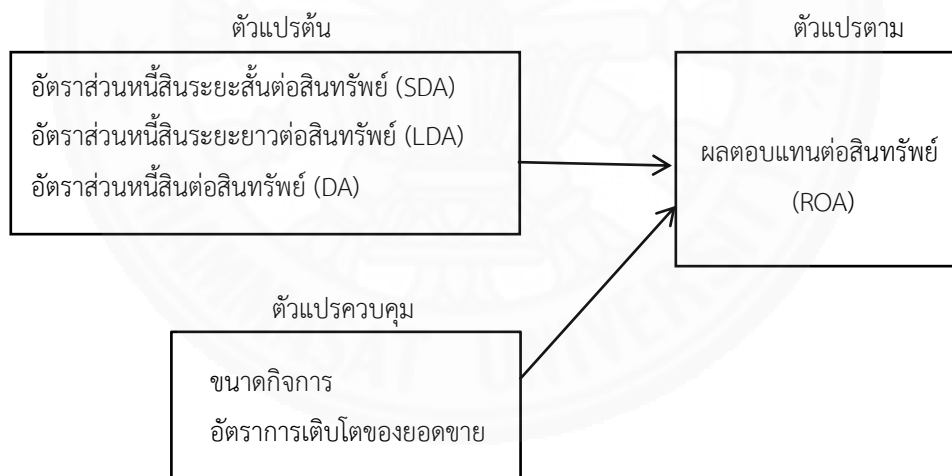 ตัวแปรต้น
ตัวแปรตาม
อัตราส่วนหนี้สินระยะสั้นต่อสินทรัพย์ (SDA)
อัตราส่วนหนี้สินระยะยาวต่อสินทรัพย์ (LDA)
อัตราส่วนหนี้สินต่อสินทรัพย์ (DA)
ผลตอบแทนต่อสินทรัพย์
(ROA)
ตัวแปรควบคุม
ขนาดกิจการ
อัตราการเติบโตของยอดขาย